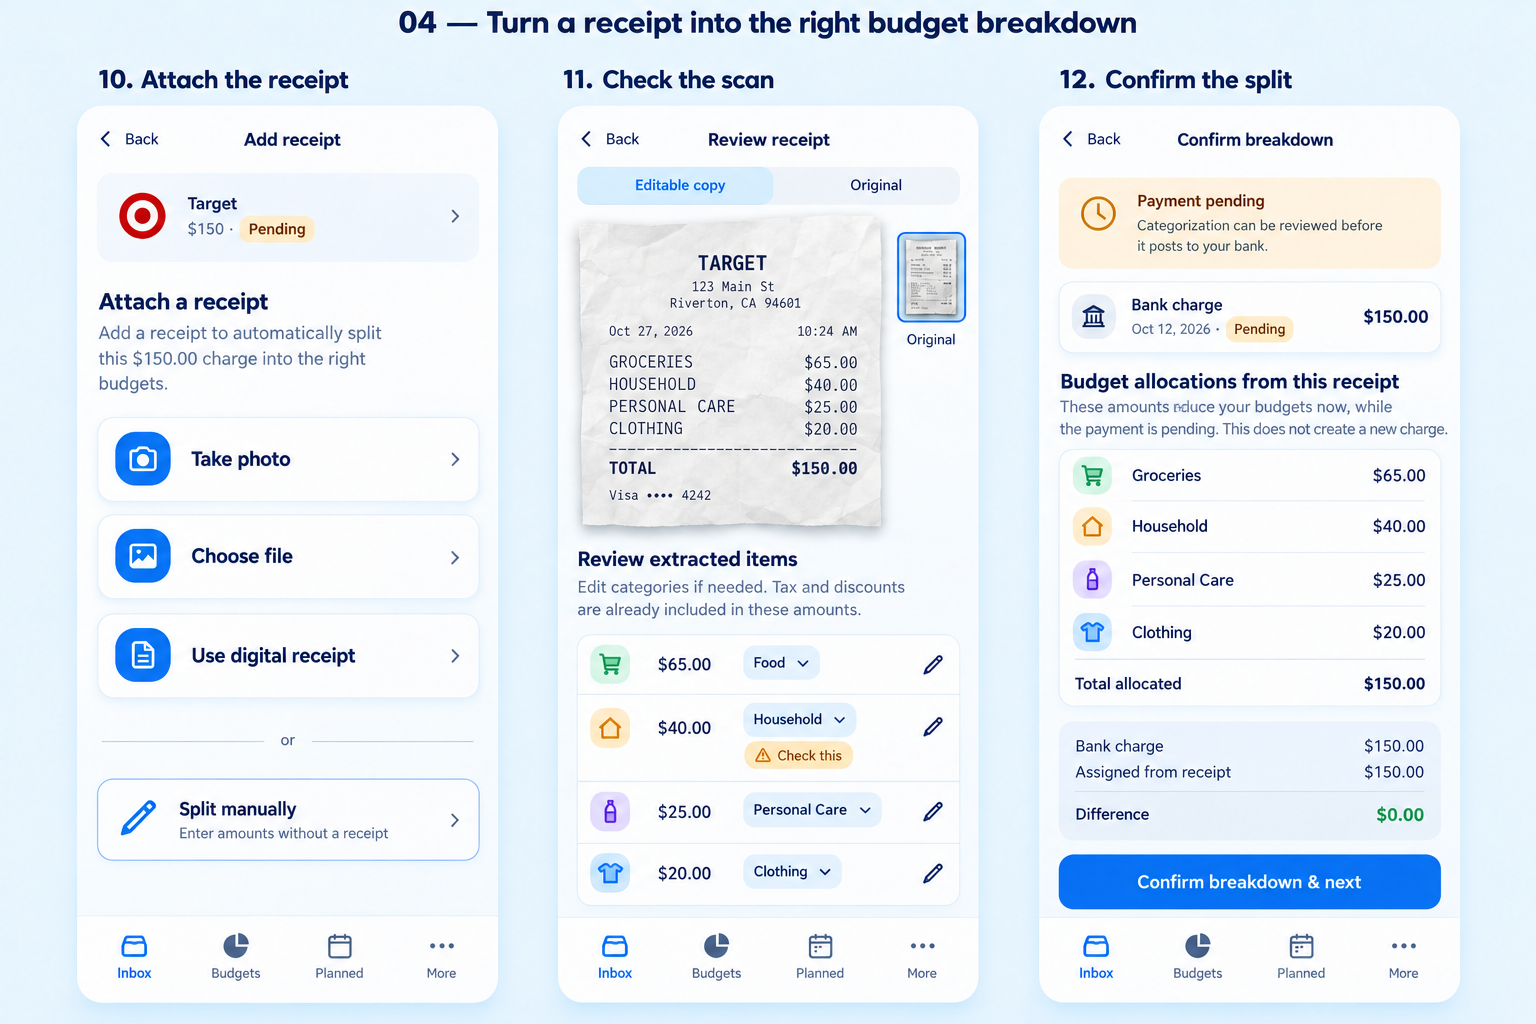 04 — Turn a receipt into the right budget breakdown
10. Attach the receipt
Back
Add receipt
Target
$150 · Pending
Attach a receipt
Add a receipt to automatically split
this $150.00 charge into the right
budgets.
Take photo
Choose file
Use digital receipt
or
Split manually
Enter amounts without a receipt
Inbox
Budgets
Planned
More
11. Check the scan
Back
Review receipt
Editable copy
Original
TARGET
123 Main St
Riverton, CA 94601
Oct 27, 2026 10:24 AM
GROCERIES $65.00
HOUSEHOLD $40.00
PERSONAL CARE $25.00
CLOTHING $20.00
TOTAL $150.00
Visa •••• 4242
Original
Review extracted items
Edit categories if needed. Tax and discounts
are already included in these amounts.
$65.00 Food
$40.00 Household
Check this
$25.00 Personal Care
$20.00 Clothing
Inbox
Budgets
Planned
More
12. Confirm the split
Back
Confirm breakdown
Payment pending
Categorization can be reviewed before
it posts to your bank.
Bank charge
Oct 12, 2026 · Pending
$150.00
Budget allocations from this receipt
These amounts your budgets now, while
the payment is pending. This does not create a new charge.
Groceries $65.00
Household $40.00
Personal Care $25.00
Clothing $20.00
Total allocated $150.00
Bank charge $150.00
Assigned from receipt $150.00
Difference $0.00
Confirm breakdown & next
Inbox
Budgets
Planned
More